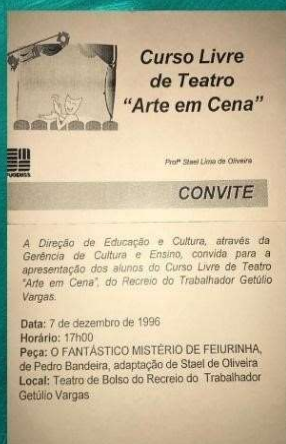 Curso Livre
de Teatro
"Arte em Cena"
Profª Stael Lima de Oliveira
CONVITE
A Direção de Educação e Cultura, através da
Gerência de Cultura e Ensino, convida para a
apresentação dos alunos do Curso Livre de Teatro
"Arte em Cena", do Recreio do Trabalhador Getúlio
Vargas.
Data: 7 de dezembro de 1996
Horário: 17h00
Peça: O FANTÁSTICO MISTÉRIO DE FEIURINHA,
de Pedro Bandeira, adaptação de Stael de Oliveira
Local: Teatro de Bolso do Recreio do Trabalhador
Getúlio Vargas